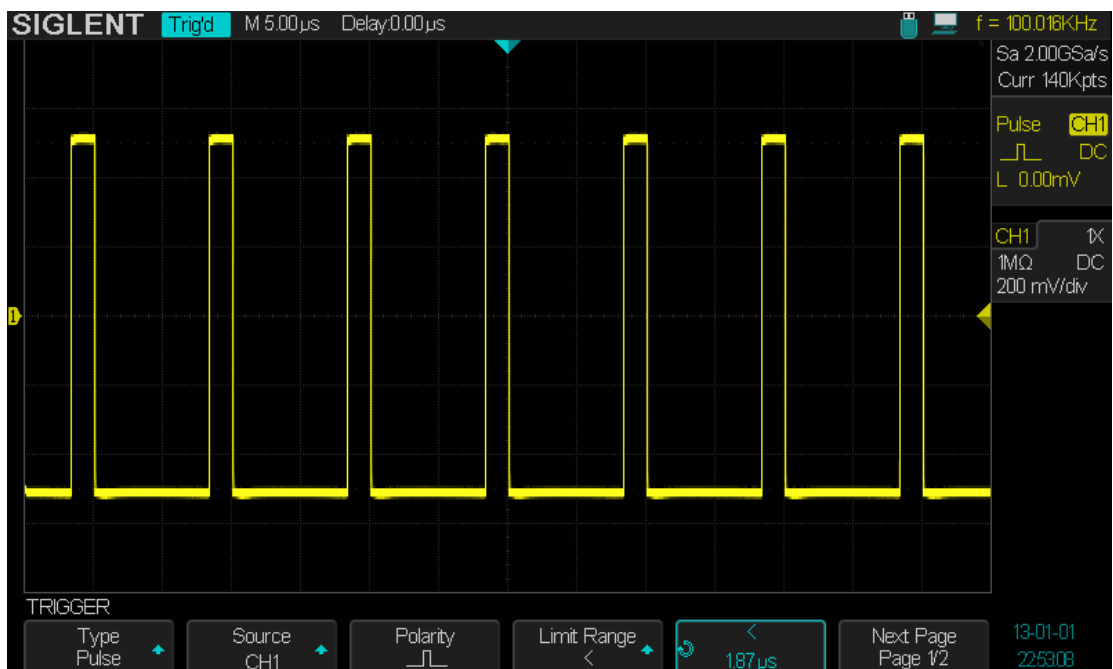 SIGLENT Trig'd M 5.00µs Delay:0.00µs f = 100.016KHz
Sa 2.00GSa/s
Curr 140Kpts
Pulse CH1
DC
L 0.00mV
CH1 1X
1MΩ DC
200 mV/div
1
TRIGGER
Type Source Polarity Limit Range < Next Page 13-01-01
Pulse CH1 < 1.87µs Page 1/2 22:53:08